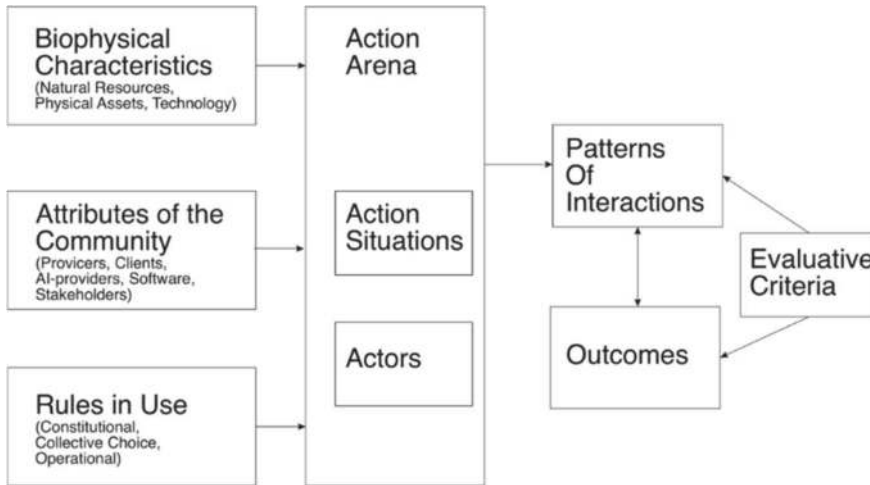 Biophysical
Characteristics
(Natural Resources,
Physical Assets, Technology)
Attributes of the
Community
(Provicers, Clients,
AI-providers, Software,
Stakeholders)
Rules in Use
(Constitutional,
Collective Choice,
Operational)
Action
Arena
Action
Situations
Actors
Patterns
Of
Interactions
Outcomes
Evaluative
Criteria